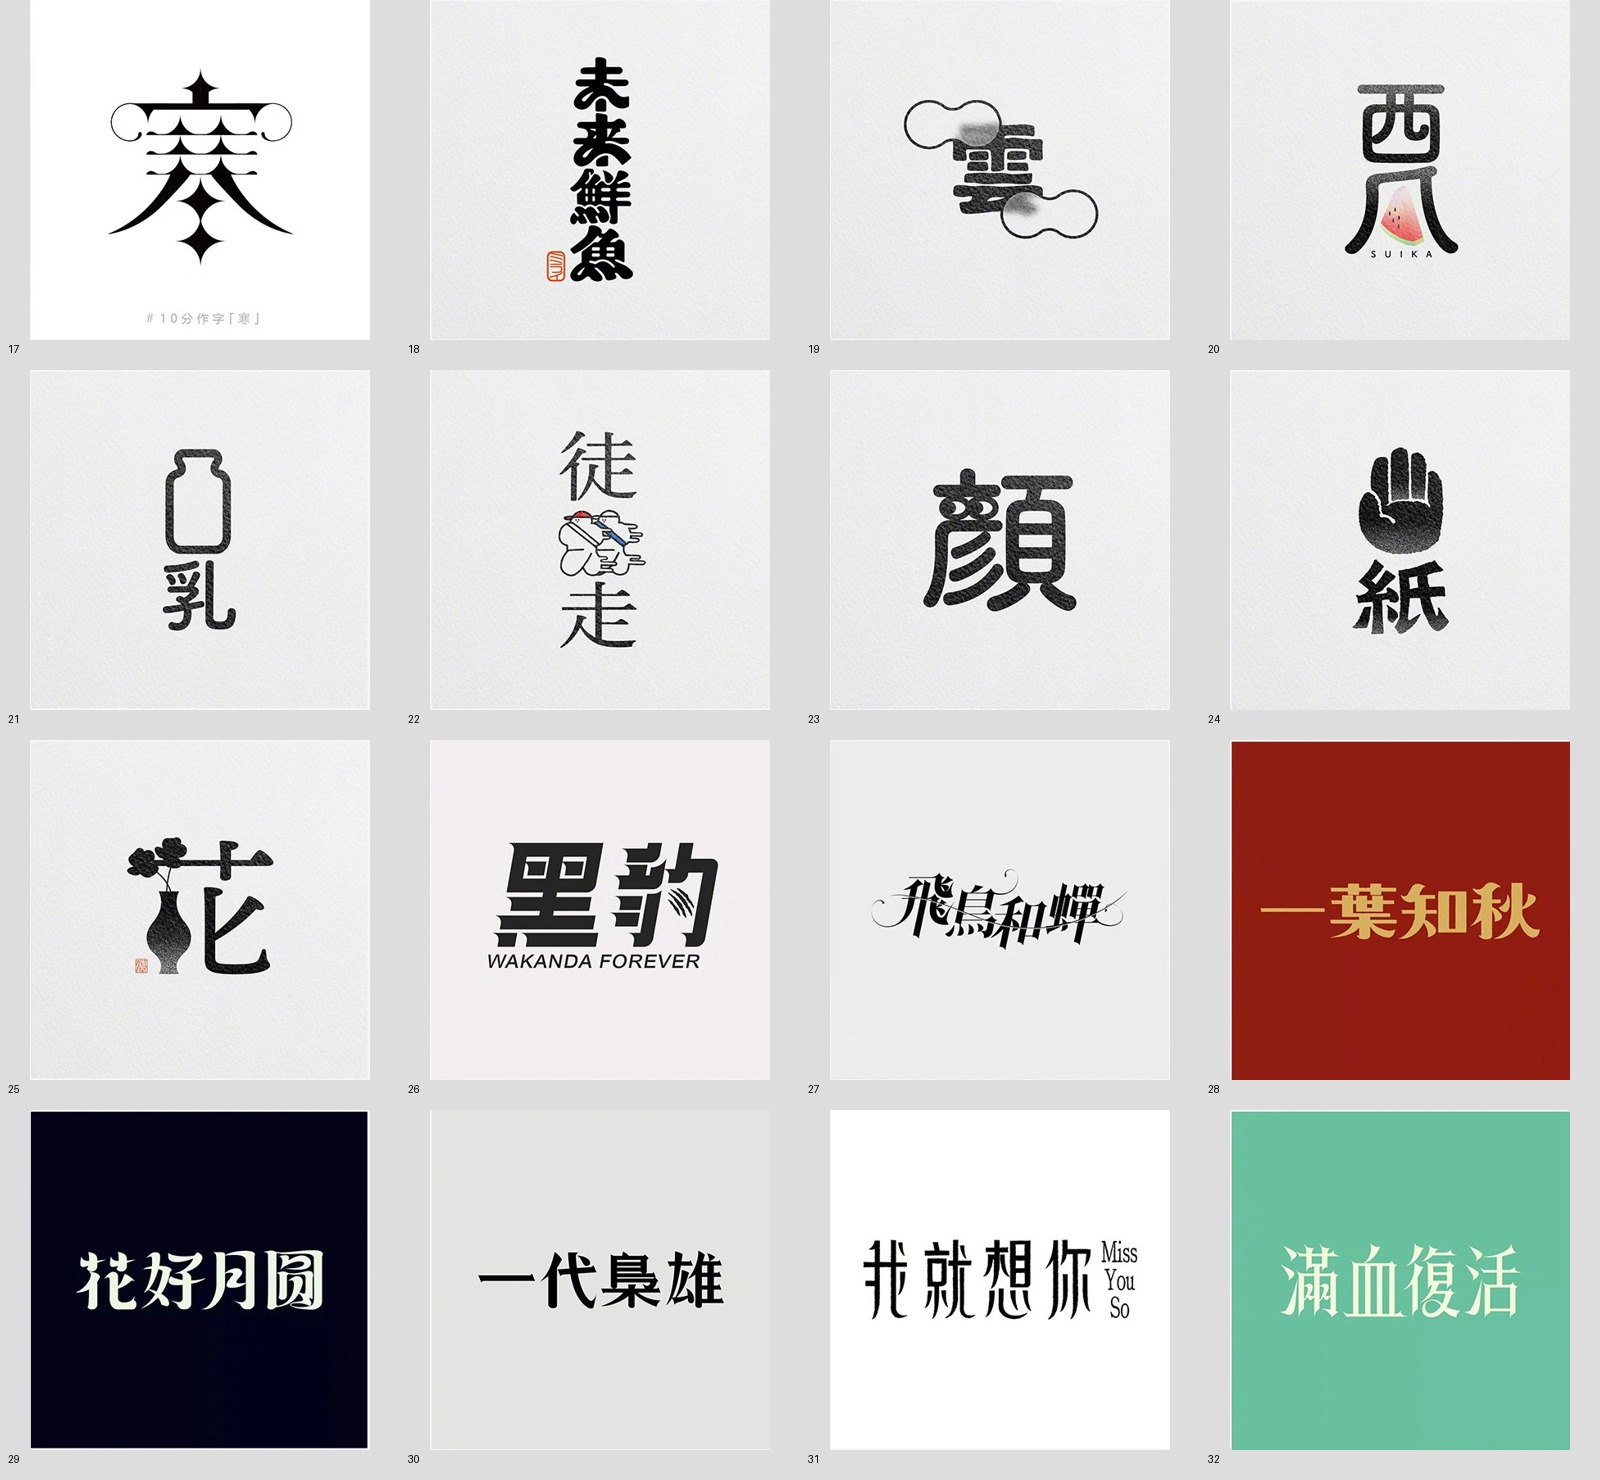 寒
#10分作字「寒」
17
未来鮮魚
18
雲
19
西瓜
SUIKA
20
乳
21
徒走
22
顔
23
紙
24
花
25
黑豹
WAKANDA FOREVER
26
飛鳥和蟬
27
一葉知秋
28
花好月圆
29
一代梟雄
30
我就想你
Miss
You
So
31
滿血復活
32